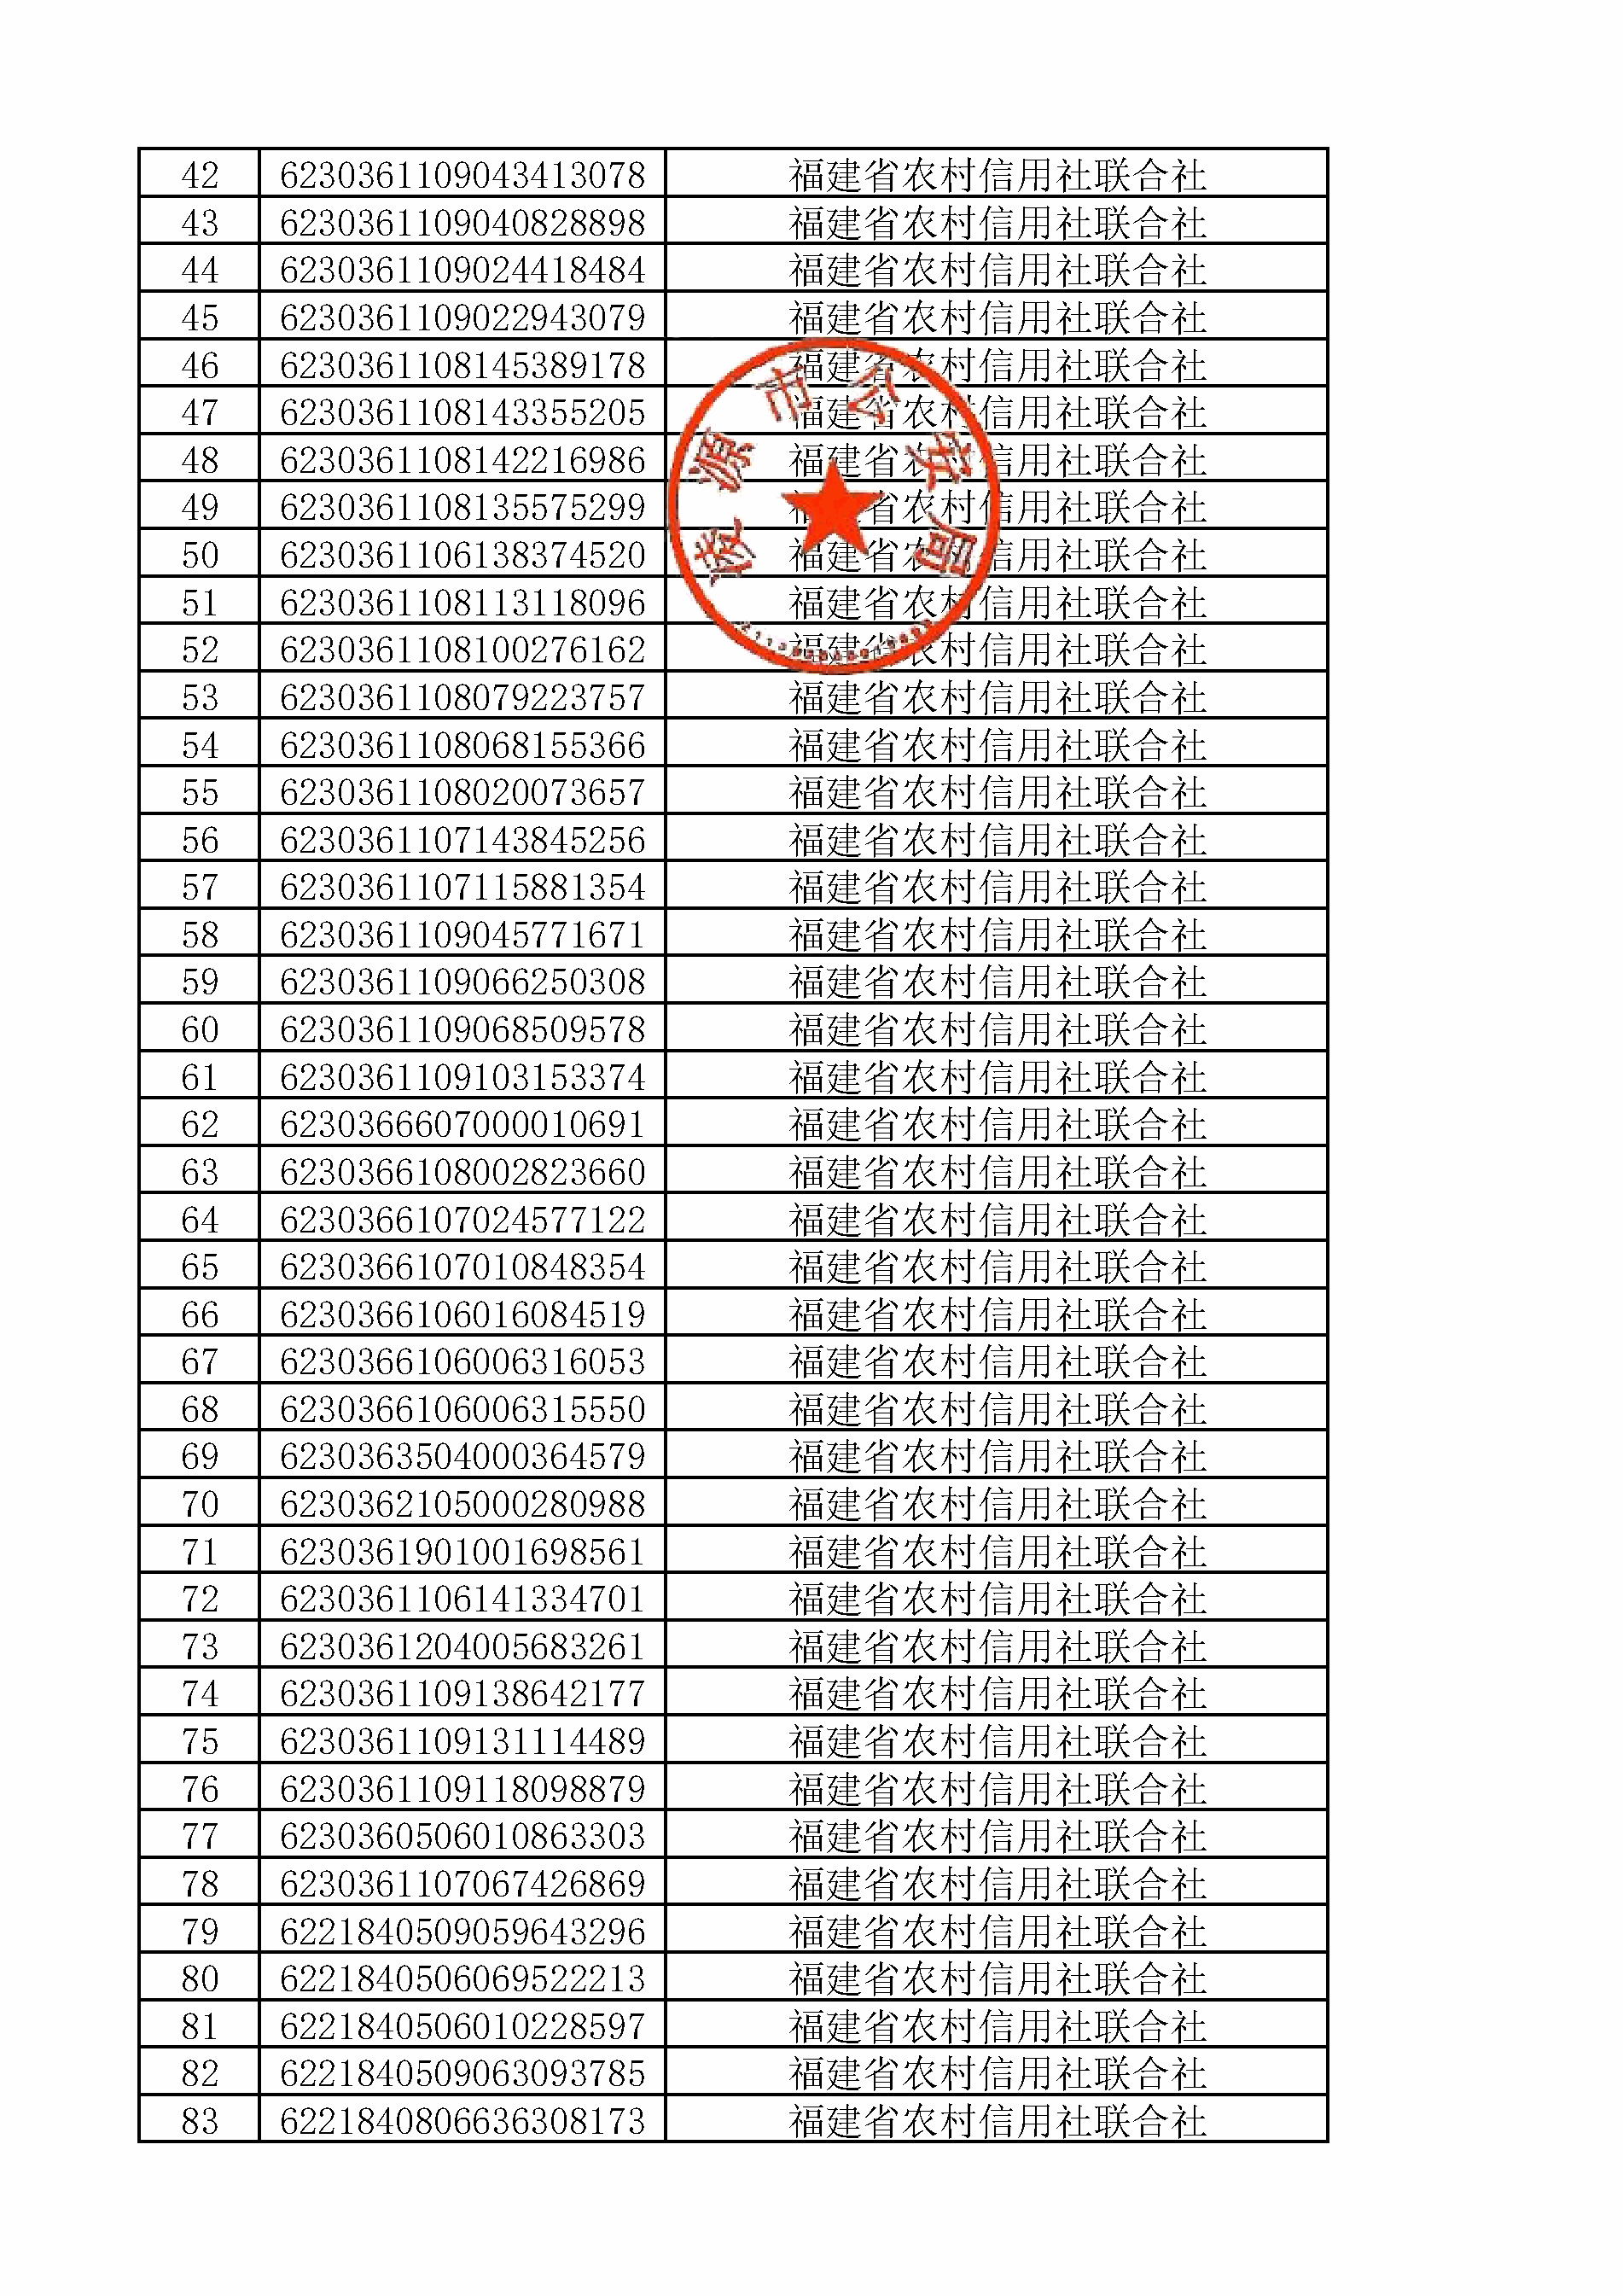 42 6230361109043413078 福建省农村信用社联合社
43 6230361109040828898 福建省农村信用社联合社
44 6230361109024418484 福建省农村信用社联合社
45 6230361109022943079 福建省农村信用社联合社
46 6230361108145389178 福建省农村信用社联合社
47 6230361108143355205 福建省农村信用社联合社
48 6230361108142216986 福建省农村信用社联合社
49 6230361108135575299 福建省农村信用社联合社
50 6230361106138374520 福建省农村信用社联合社
51 6230361108113118096 福建省农村信用社联合社
52 6230361108100276162 福建省农村信用社联合社
53 6230361108079223757 福建省农村信用社联合社
54 6230361108068155366 福建省农村信用社联合社
55 6230361108020073657 福建省农村信用社联合社
56 6230361107143845256 福建省农村信用社联合社
57 6230361107115881354 福建省农村信用社联合社
58 6230361109045771671 福建省农村信用社联合社
59 6230361109066250308 福建省农村信用社联合社
60 6230361109068509578 福建省农村信用社联合社
61 6230361109103153374 福建省农村信用社联合社
62 6230366607000010691 福建省农村信用社联合社
63 6230366108002823660 福建省农村信用社联合社
64 6230366107024577122 福建省农村信用社联合社
65 6230366107010848354 福建省农村信用社联合社
66 6230366106016084519 福建省农村信用社联合社
67 6230366106006316053 福建省农村信用社联合社
68 6230366106006315550 福建省农村信用社联合社
69 6230363504000364579 福建省农村信用社联合社
70 6230362105000280988 福建省农村信用社联合社
71 6230361901001698561 福建省农村信用社联合社
72 6230361106141334701 福建省农村信用社联合社
73 6230361204005683261 福建省农村信用社联合社
74 6230361109138642177 福建省农村信用社联合社
75 6230361109131114489 福建省农村信用社联合社
76 6230361109118098879 福建省农村信用社联合社
77 6230360506010863303 福建省农村信用社联合社
78 6230361107067426869 福建省农村信用社联合社
79 6221840509059643296 福建省农村信用社联合社
80 6221840506069522213 福建省农村信用社联合社
81 6221840506010228597 福建省农村信用社联合社
82 6221840509063093785 福建省农村信用社联合社
83 6221840806636308173 福建省农村信用社联合社
凌源市公安局